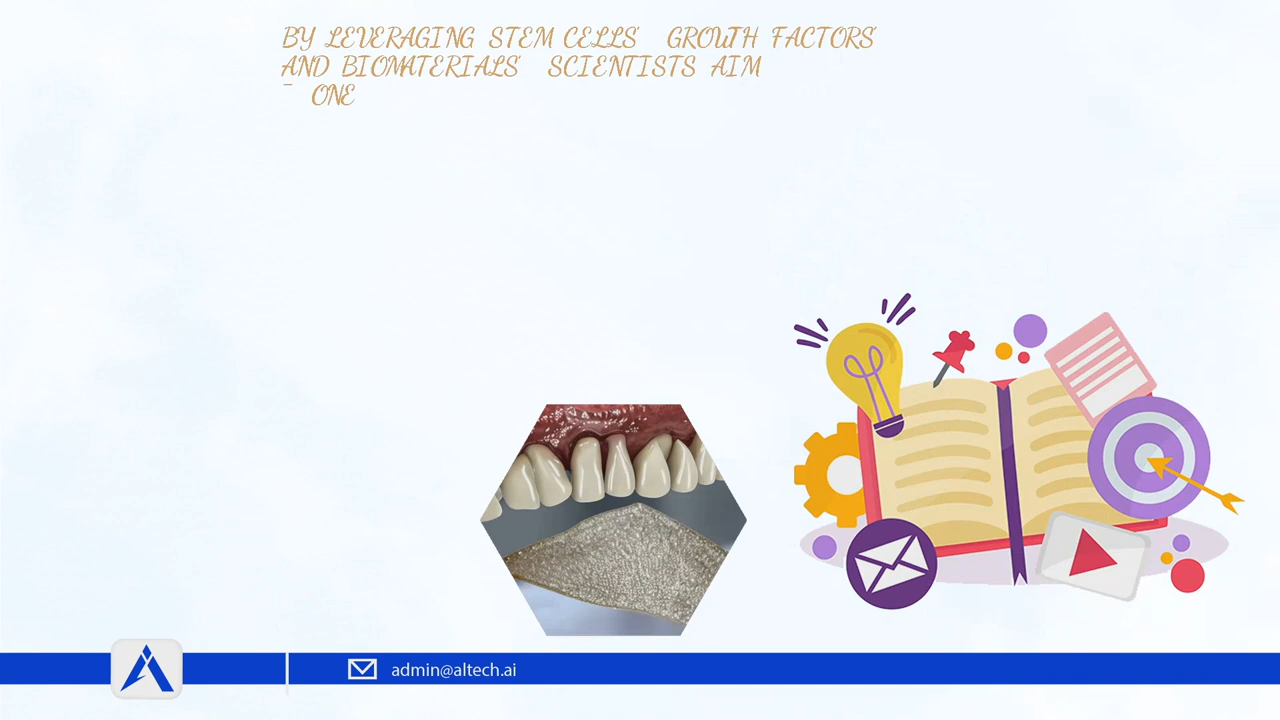 BY LEVERAGING STEM CELLS' GROWTH FACTORS'
AND BIOMATERIALS' SCIENTISTS AIM
¯ ONE
admin@altech.ai